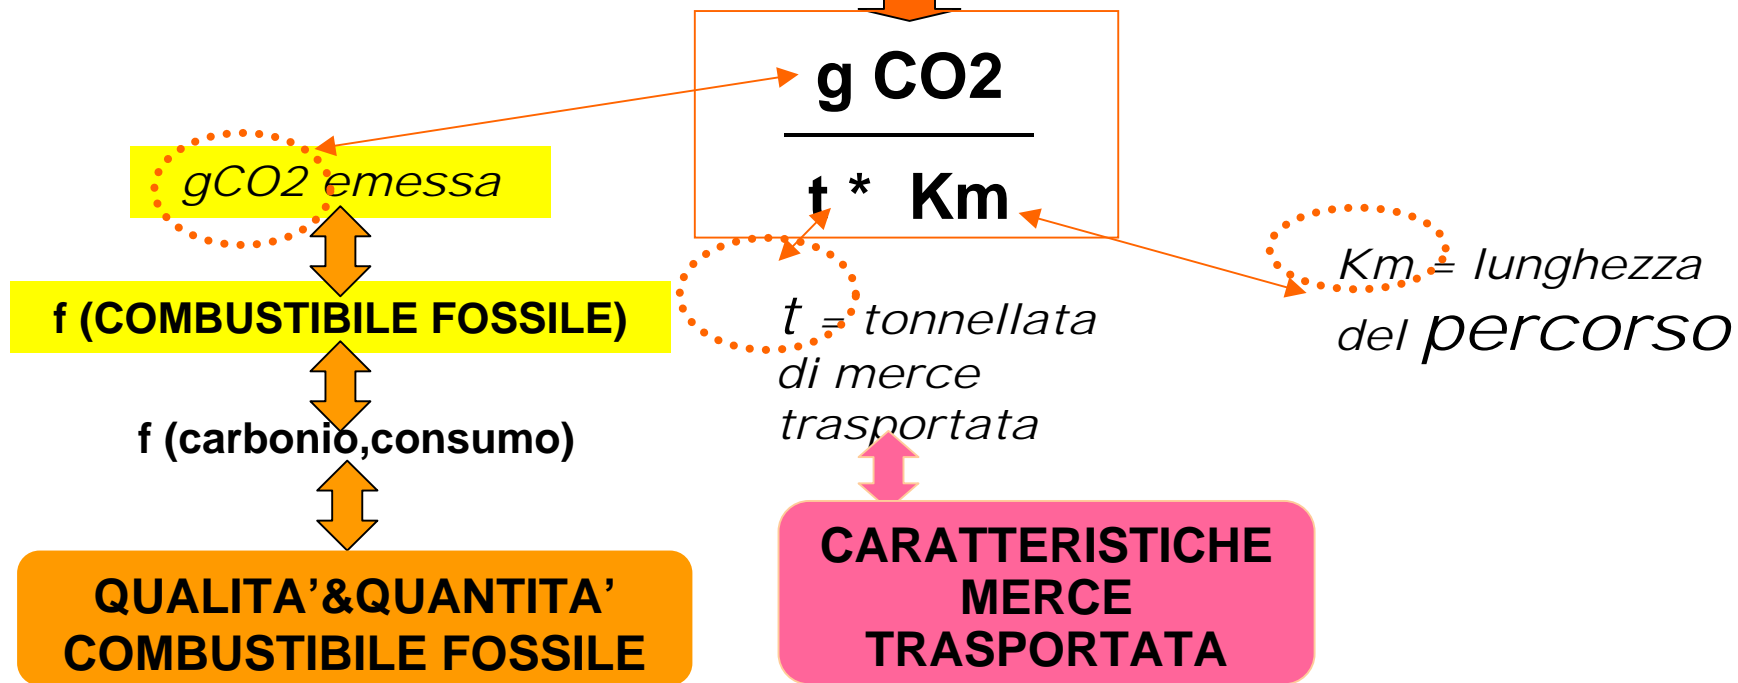 g CO2
t * Km
gCO2 emessa
f (COMBUSTIBILE FOSSILE)
f (carbonio,consumo)
QUALITA’&QUANTITA’
COMBUSTIBILE FOSSILE
t = tonnellata
di merce
trasportata
CARATTERISTICHE
MERCE
TRASPORTATA
Km = lunghezza
del percorso